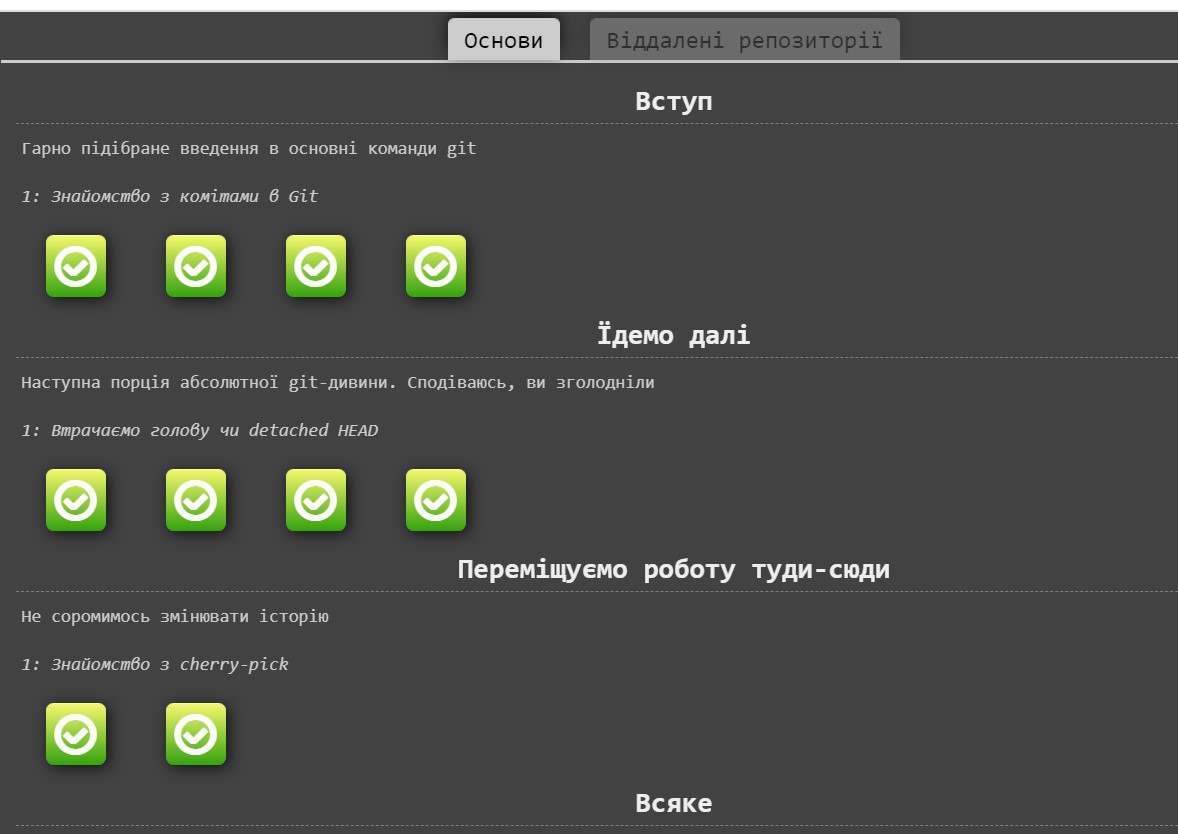 Основи Віддалені репозиторії
Вступ
Гарно підібране введення в основні команди git
1: Знайомство з комітами в Git
Їдемо далі
Наступна порція абсолютної git-дивини. Сподіваюсь, ви зголодніли
1: Втрачаємо голову чи detached HEAD
Переміщуємо роботу туди-сюди
Не соромимось змінювати історію
1: Знайомство з cherry-pick
Всяке